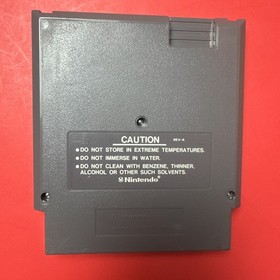 CAUTION REV-A
● DO NOT STORE IN EXTREME TEMPERATURES.
● DO NOT IMMERSE IN WATER.
● DO NOT CLEAN WITH BENZENE, THINNER,
ALCOHOL OR OTHER SUCH SOLVENTS.
Nintendo